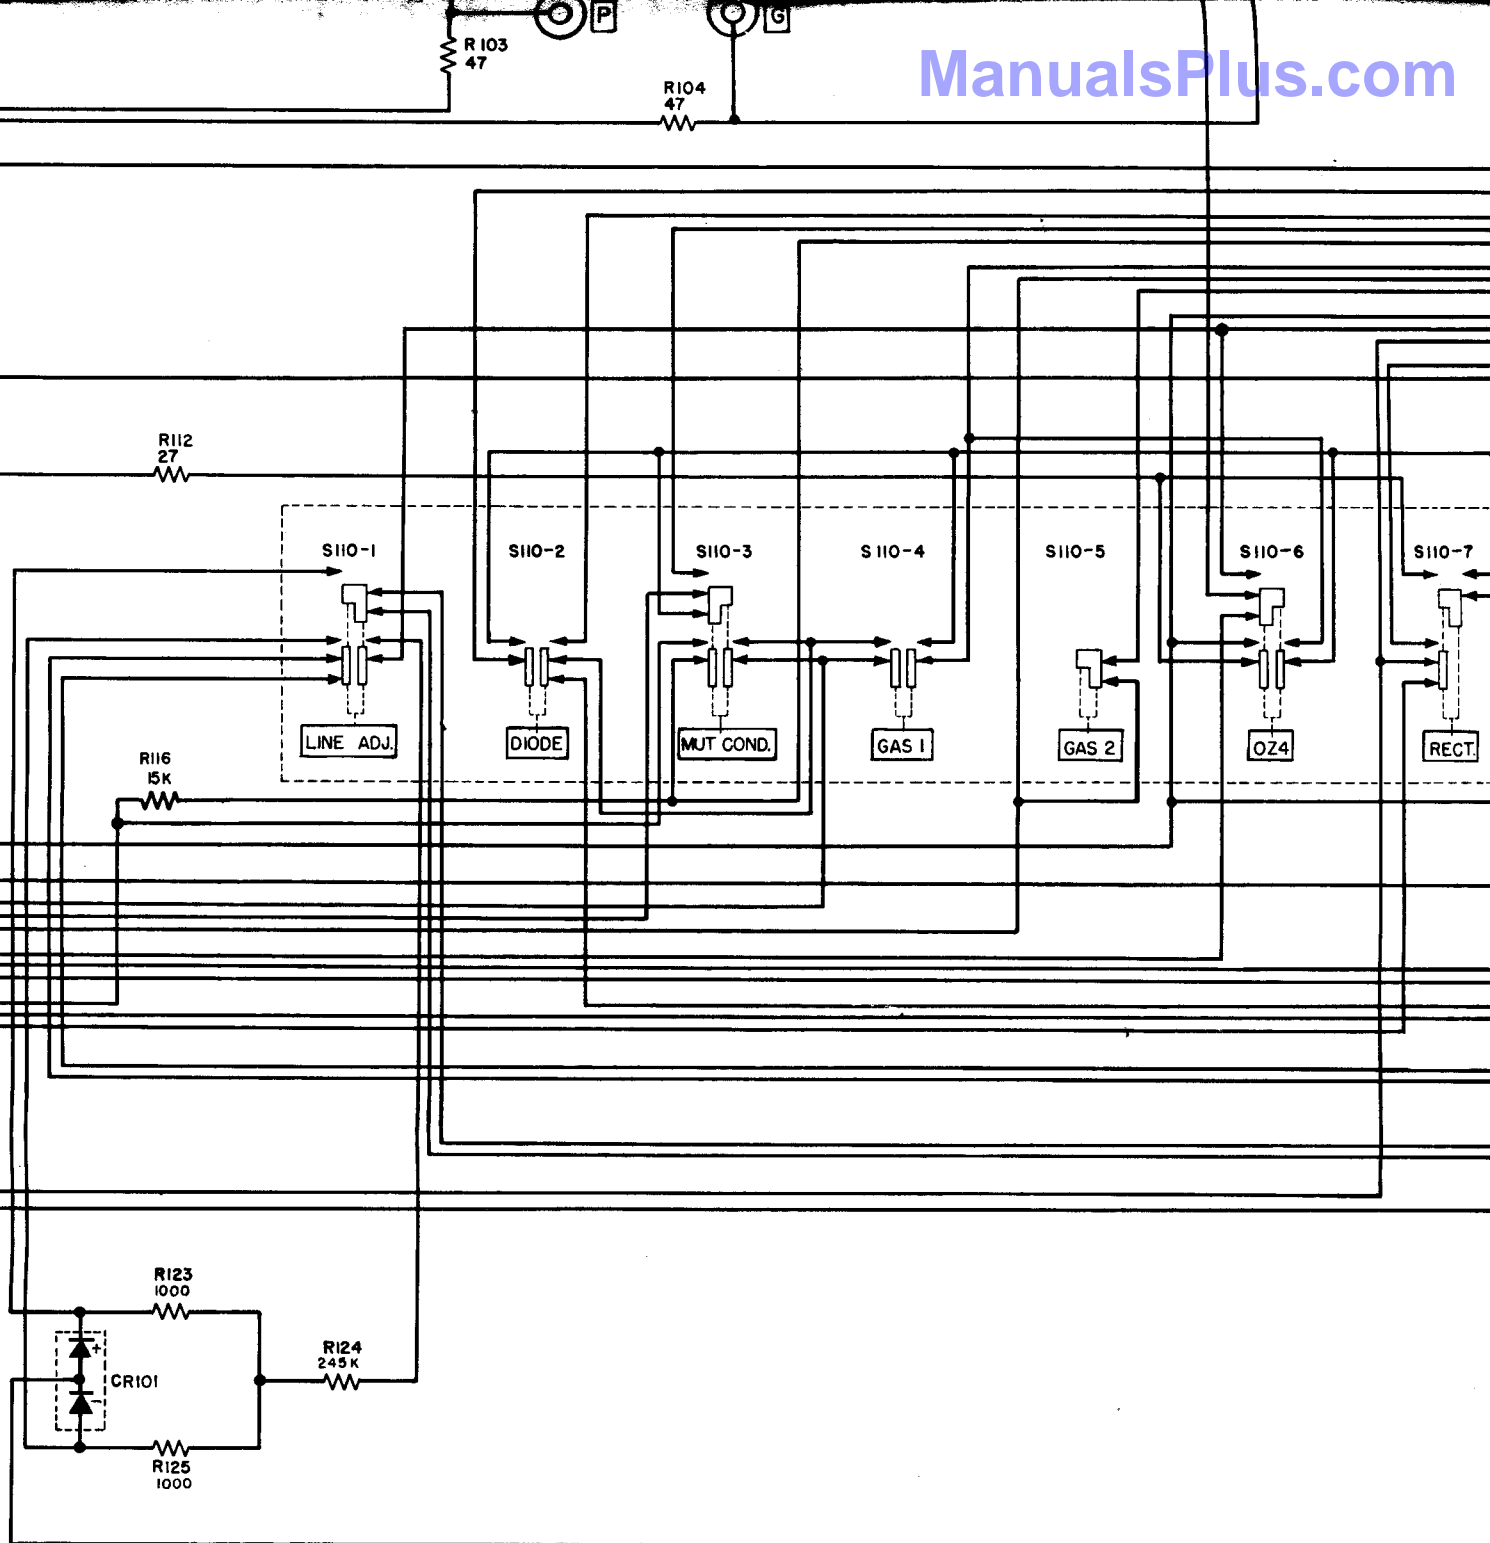 P
G
R103
47
ManualsPlus.com
R104
47
R112
27
S110-1
S110-2
S110-3
S110-4
S110-5
S110-6
S110-7
LINE ADJ.
DIODE
MUT COND.
GAS 1
GAS 2
OZ4
RECT.
R116
15K
R123
1000
+
R124
245K
CR101
-
R125
1000